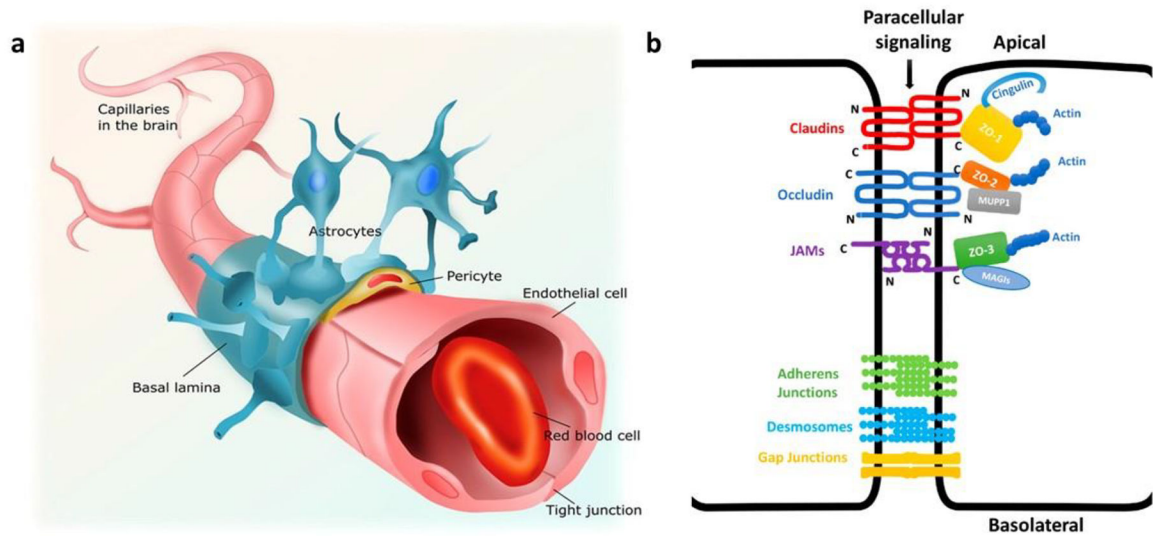 a
Capillaries
in the brain
Astrocytes
Pericyte
Endothelial cell
Basal lamina
Red blood cell
Tight junction
b
Paracellular
signaling
Apical
N
Cingulin
N
Claudins
ZO-1
Actin
C
C
C
C
ZO-2
Actin
Occludin
MUPP1
N
N
N
JAMs
C
ZO-3
Actin
N
C
MAGIs
Adherens
Junctions
Desmosomes
Gap Junctions
Basolateral